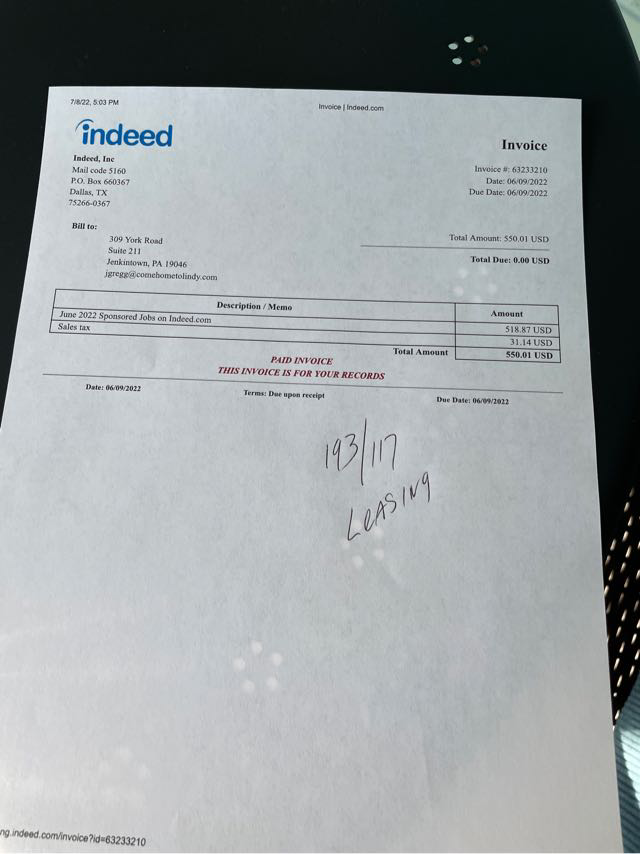 7/8/22, 5:03 PM
Invoice | Indeed.com
indeed
Invoice
Indeed, Inc
Mail code 5160
P.O. Box 660367
Dallas, TX
75266-0367
Invoice #: 63233210
Date: 06/09/2022
Due Date: 06/09/2022
Bill to:
309 York Road
Suite 211
Jenkintown, PA 19046
jgregg@comehometolindy.com
Total Amount: 550.01 USD
Total Due: 0.00 USD
Description / Memo Amount
June 2022 Sponsored Jobs on Indeed.com 518.87 USD
Sales tax 31.14 USD
Total Amount 550.01 USD
PAID INVOICE
THIS INVOICE IS FOR YOUR RECORDS
Date: 06/09/2022 Terms: Due upon receipt Due Date: 06/09/2022
193/117
LEASING
ng.indeed.com/invoice?id=63233210